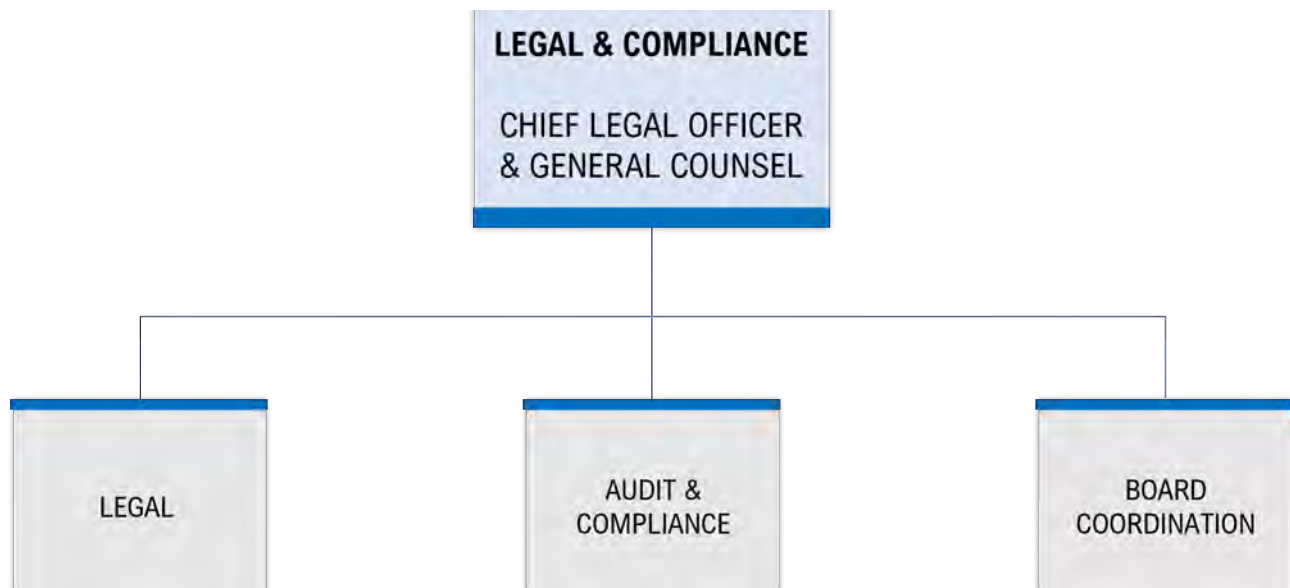 LEGAL & COMPLIANCE
CHIEF LEGAL OFFICER
& GENERAL COUNSEL
LEGAL
AUDIT &
COMPLIANCE
BOARD
COORDINATION